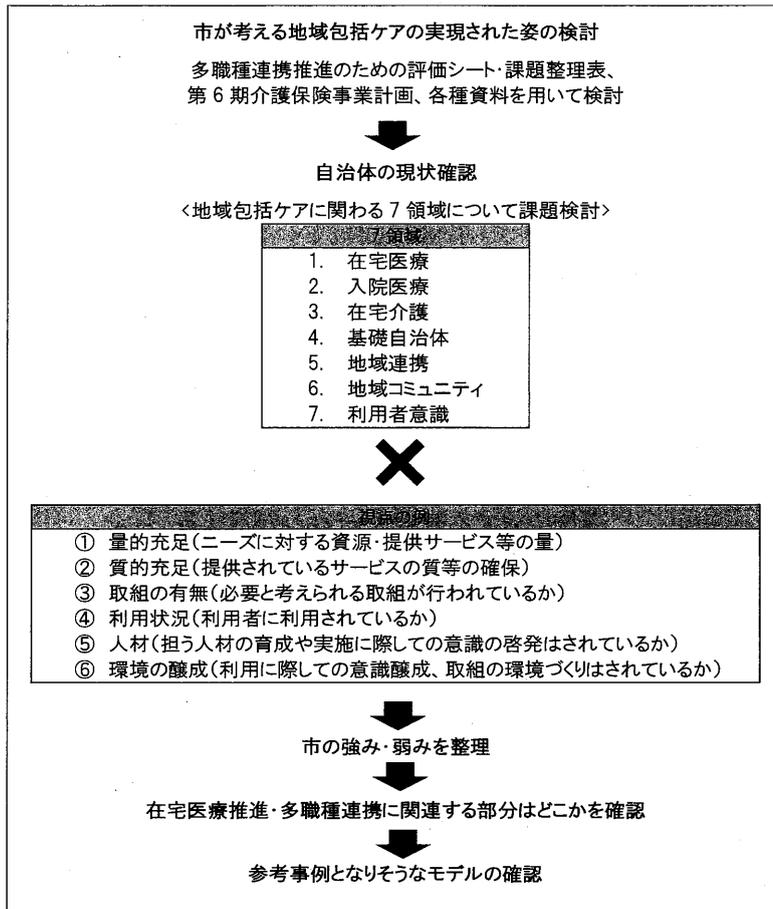 市が考える地域包括ケアの実現された姿の検討
多職種連携推進のための評価シート・課題整理表、
第6期介護保険事業計画、各種資料を用いて検討
自治体の現状確認
<地域包括ケアに関わる7領域について課題検討>
7領域
1. 在宅医療
2. 入院医療
3. 在宅介護
4. 基礎自治体
5. 地域連携
6. 地域コミュニティ
7. 利用者意識
視点の例
① 量的充足(ニーズに対する資源・提供サービス等の量)
② 質的充足(提供されているサービスの質等の確保)
③ 取組の有無(必要と考えられる取組が行われているか)
④ 利用状況(利用者に利用されているか)
⑤ 人材(担う人材の育成や実施に際しての意識の啓発はされているか)
⑥ 環境の醸成(利用に際しての意識醸成、取組の環境づくりはされているか)
市の強み・弱みを整理
在宅医療推進・多職種連携に関連する部分はどこかを確認
参考事例となりそうなモデルの確認